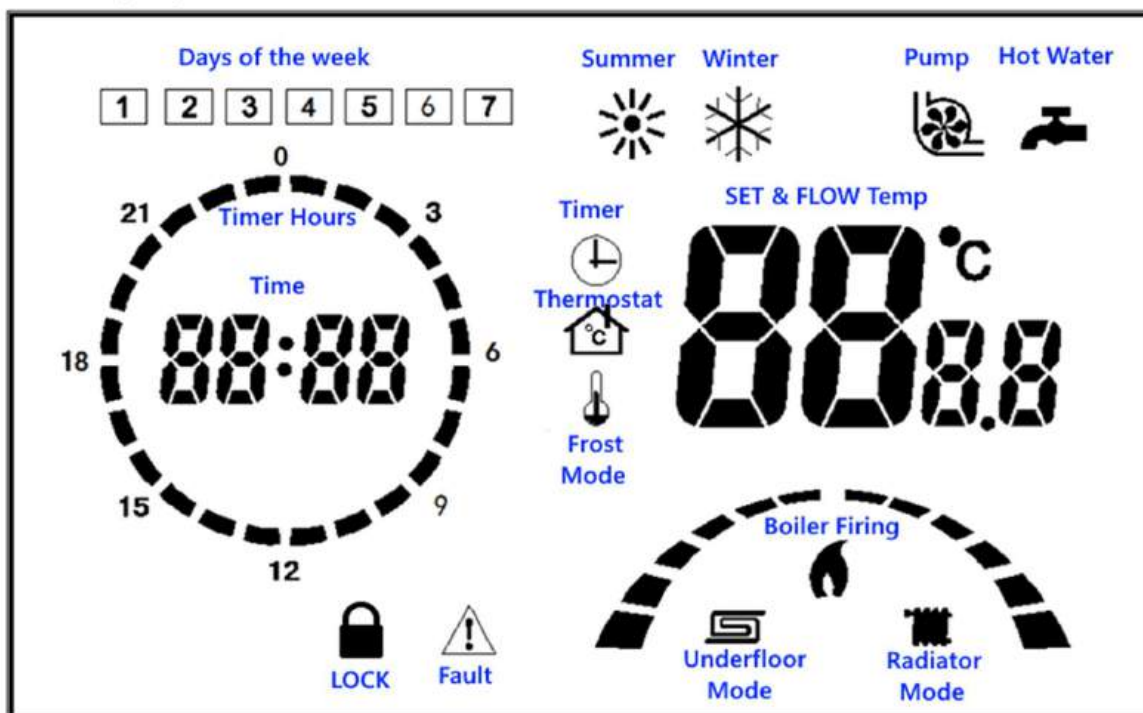 Days of the week
1 2 3 4 5 6 7
Summer Winter
Pump Hot Water
0
21
3
Timer Hours
Time
88:88
18
6
15
9
12
Timer
SET & FLOW Temp
°C
88
8.8
Thermostat
°C
Frost
Mode
Boiler Firing
LOCK
Fault
Underfloor
Mode
Radiator
Mode